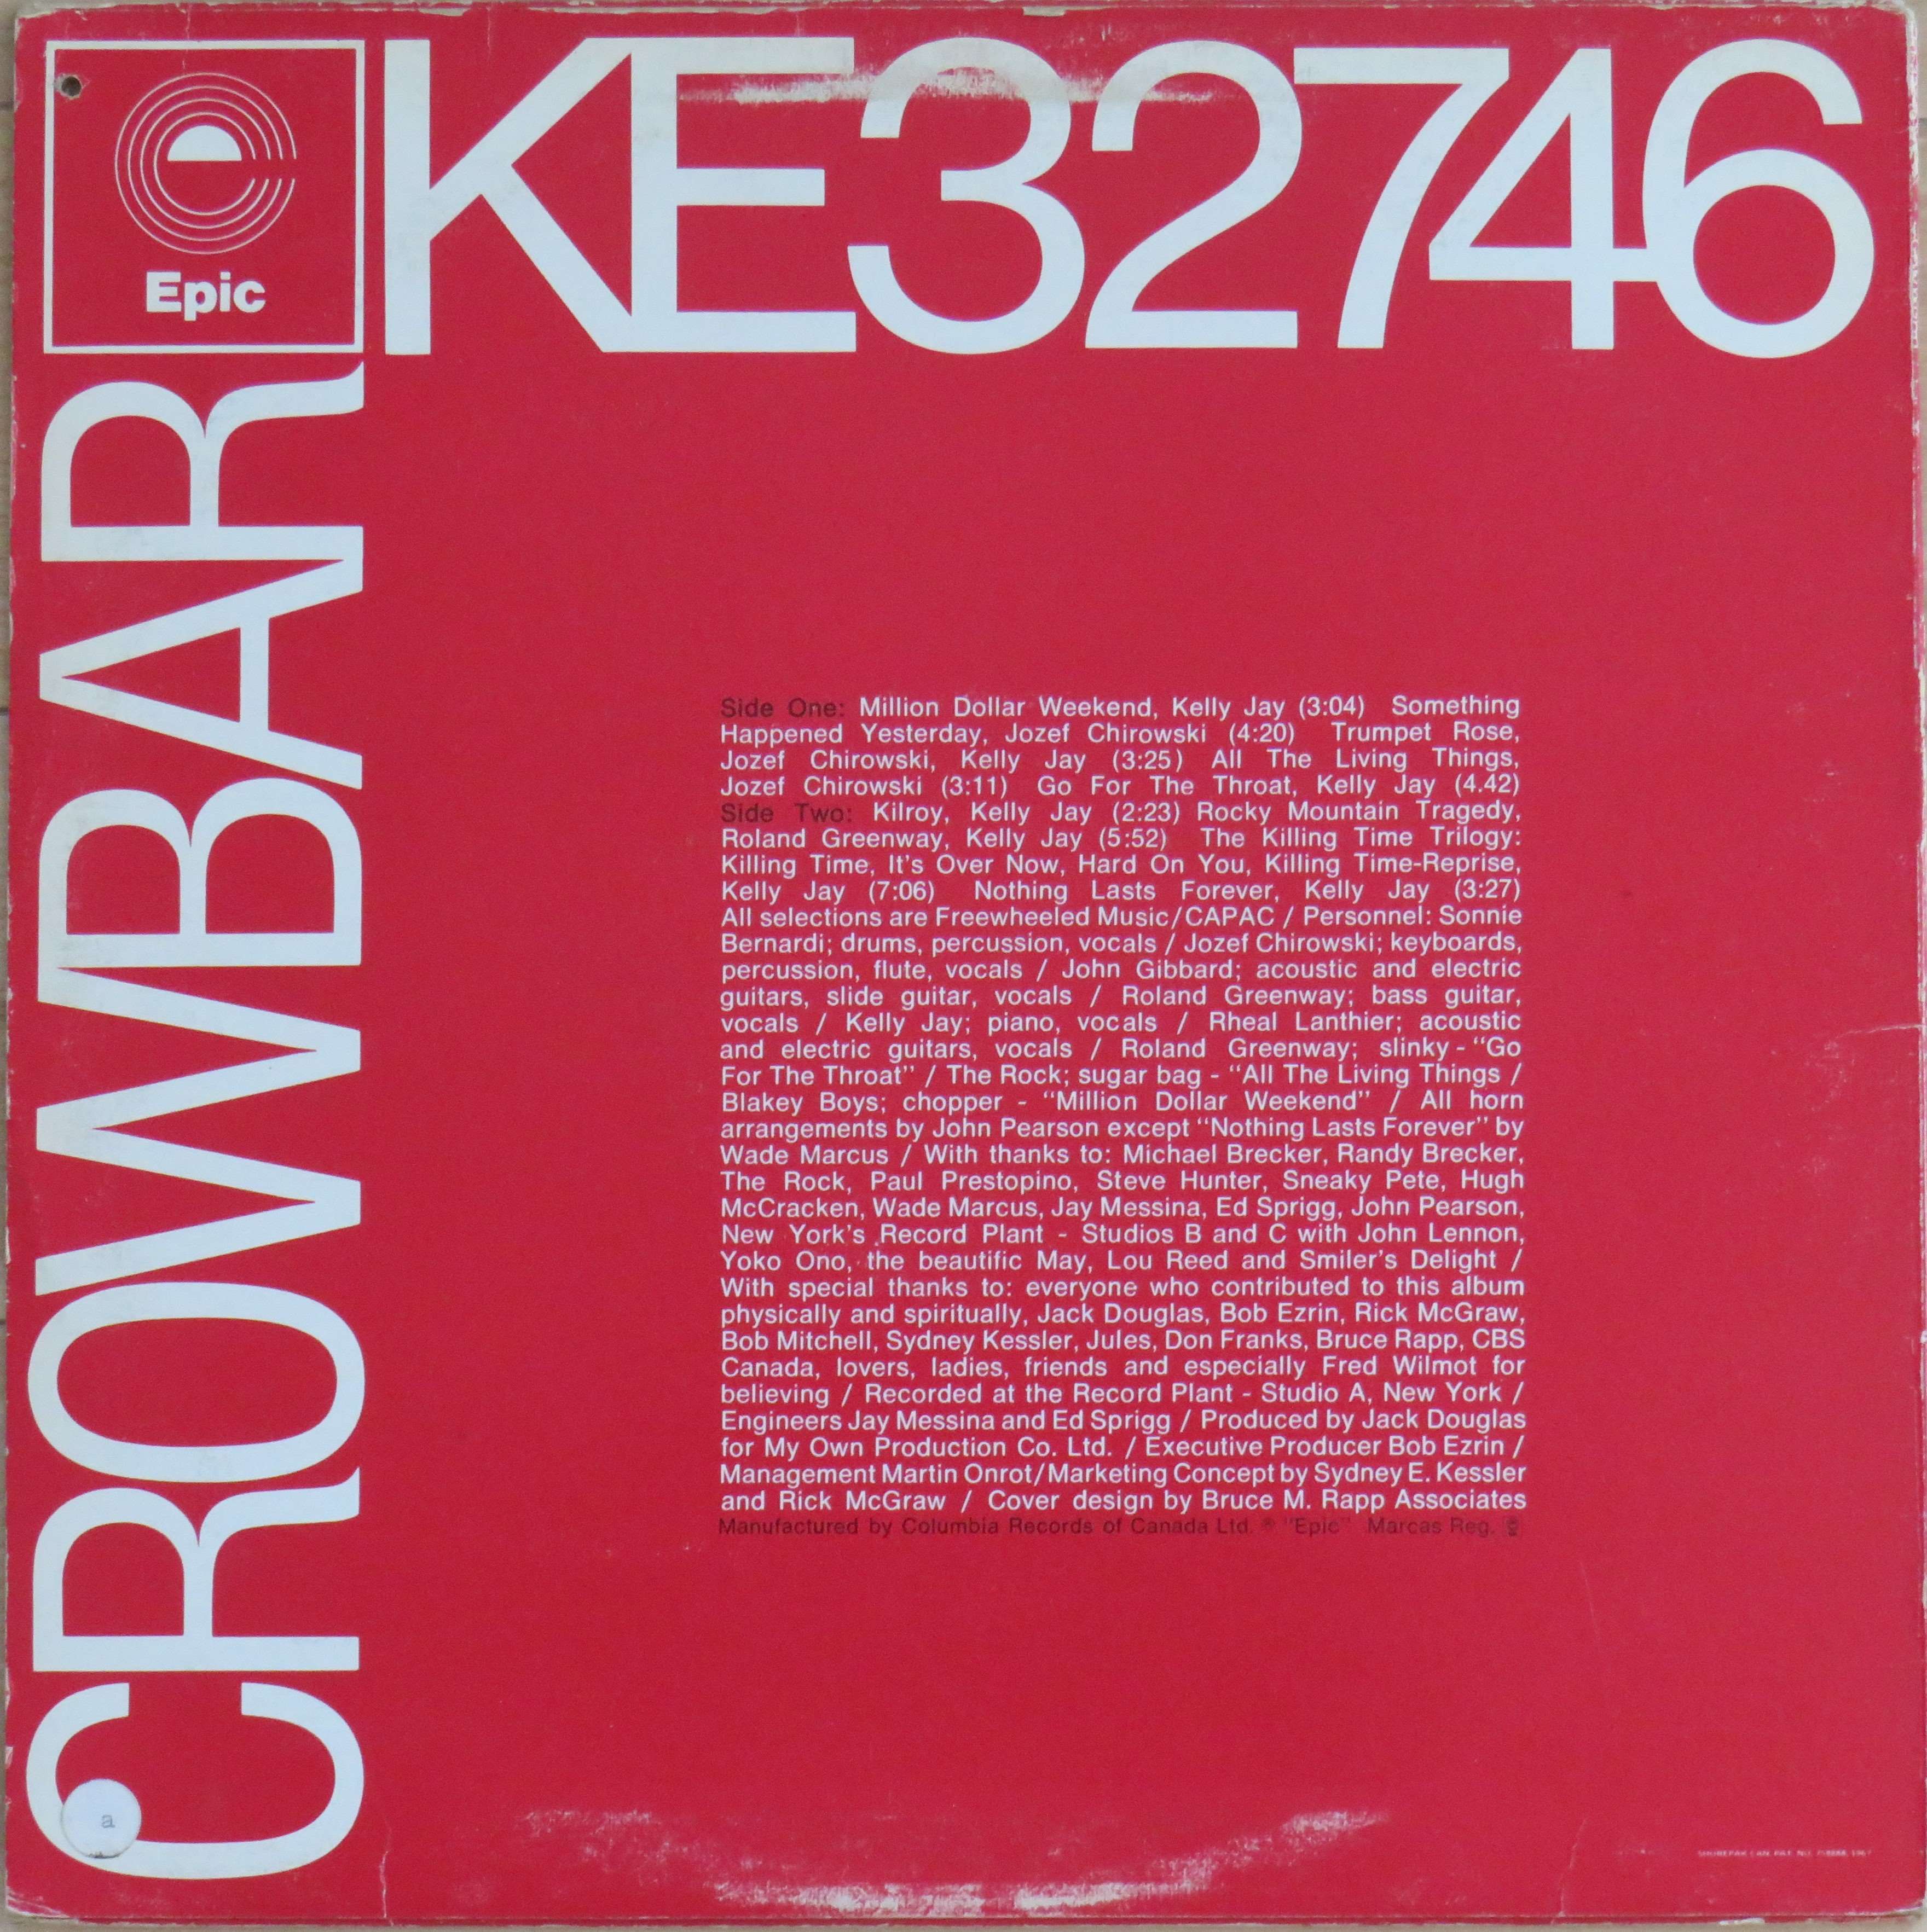 Epic
KE32746
CROWBAR
Side One: Million Dollar Weekend, Kelly Jay (3:04) Something
Happened Yesterday, Jozef Chirowski (4:20) Trumpet Rose,
Jozef Chirowski, Kelly Jay (3:25) All The Living Things,
Jozef Chirowski (3:11) Go For The Throat, Kelly Jay (4.42)
Side Two: Kilroy, Kelly Jay (2:23) Rocky Mountain Tragedy,
Roland Greenway, Kelly Jay (5:52) The Killing Time Trilogy:
Killing Time, It's Over Now, Hard On You, Killing Time-Reprise,
Kelly Jay (7:06) Nothing Lasts Forever, Kelly Jay (3:27)
All selections are Freewheeled Music/CAPAC / Personnel: Sonnie
Bernardi; drums, percussion, vocals / Jozef Chirowski; keyboards,
percussion, flute, vocals / John Gibbard; acoustic and electric
guitars, slide guitar, vocals / Roland Greenway; bass guitar,
vocals / Kelly Jay; piano, vocals / Rheal Lanthier; acoustic
and electric guitars, vocals / Roland Greenway; slinky - "Go
For The Throat" / The Rock; sugar bag - "All The Living Things /
Blakey Boys; chopper - "Million Dollar Weekend" / All horn
arrangements by John Pearson except "Nothing Lasts Forever" by
Wade Marcus / With thanks to: Michael Brecker, Randy Brecker,
The Rock, Paul Prestopino, Steve Hunter, Sneaky Pete, Hugh
McCracken, Wade Marcus, Jay Messina, Ed Sprigg, John Pearson,
New York's Record Plant - Studios B and C with John Lennon,
Yoko Ono, the beautific May, Lou Reed and Smiler's Delight /
With special thanks to: everyone who contributed to this album
physically and spiritually, Jack Douglas, Bob Ezrin, Rick McGraw,
Bob Mitchell, Sydney Kessler, Jules, Don Franks, Bruce Rapp, CBS
Canada, lovers, ladies, friends and especially Fred Wilmot for
believing / Recorded at the Record Plant - Studio A, New York /
Engineers Jay Messina and Ed Sprigg / Produced by Jack Douglas
for My Own Production Co. Ltd. / Executive Producer Bob Ezrin /
Management Martin Onrot/Marketing Concept by Sydney E. Kessler
and Rick McGraw / Cover design by Bruce M. Rapp Associates
Manufactured by Columbia Records of Canada Ltd. ® "Epic" Marcas Reg.
a
CAN. PAT. NO.